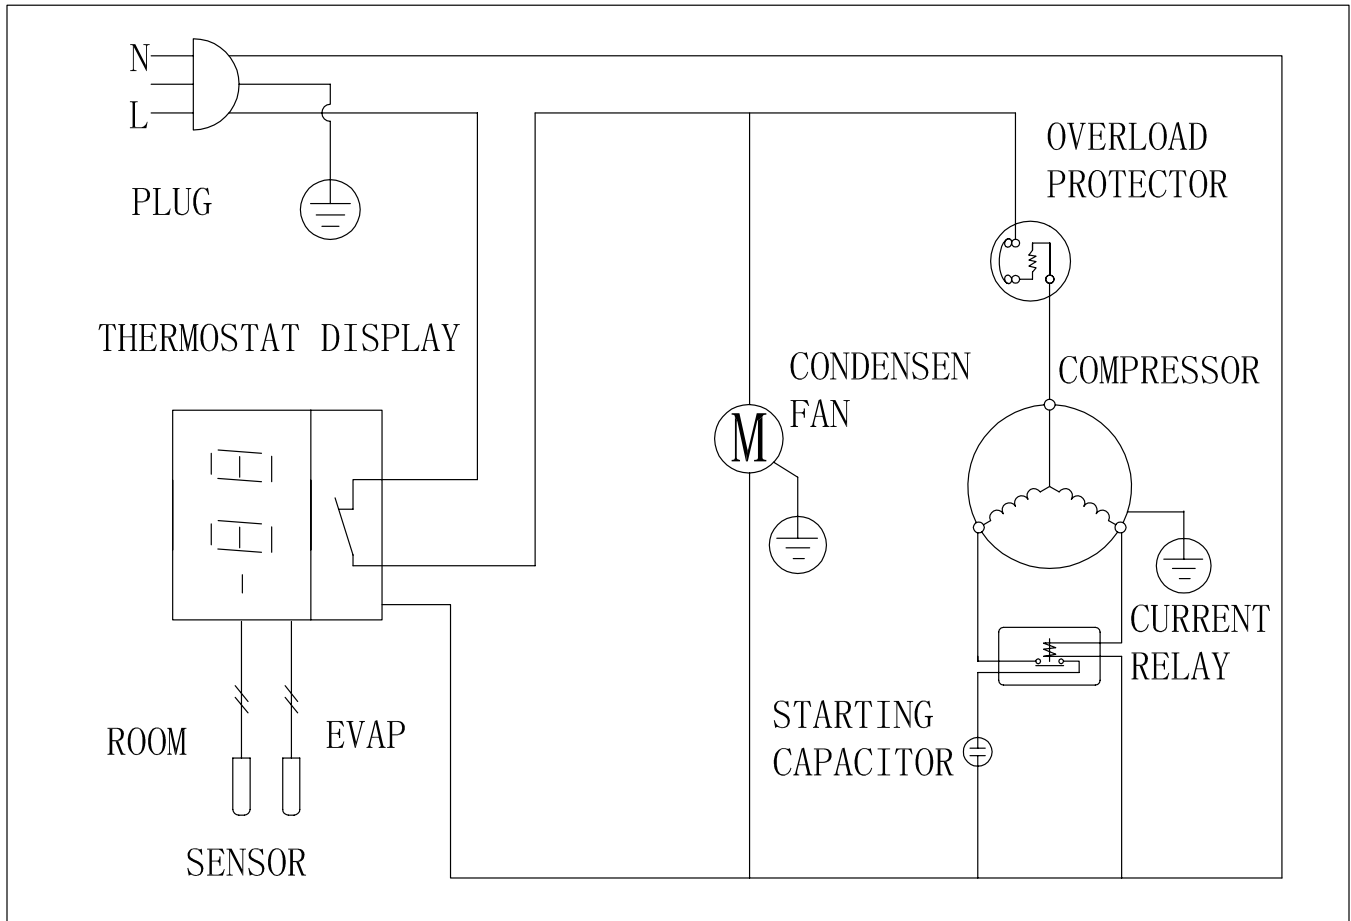 N
L
PLUG
OVERLOAD
PROTECTOR
THERMOSTAT DISPLAY
CONDENSEN
FAN
COMPRESSOR
M
CURRENT
RELAY
STARTING
CAPACITOR
ROOM
EVAP
SENSOR